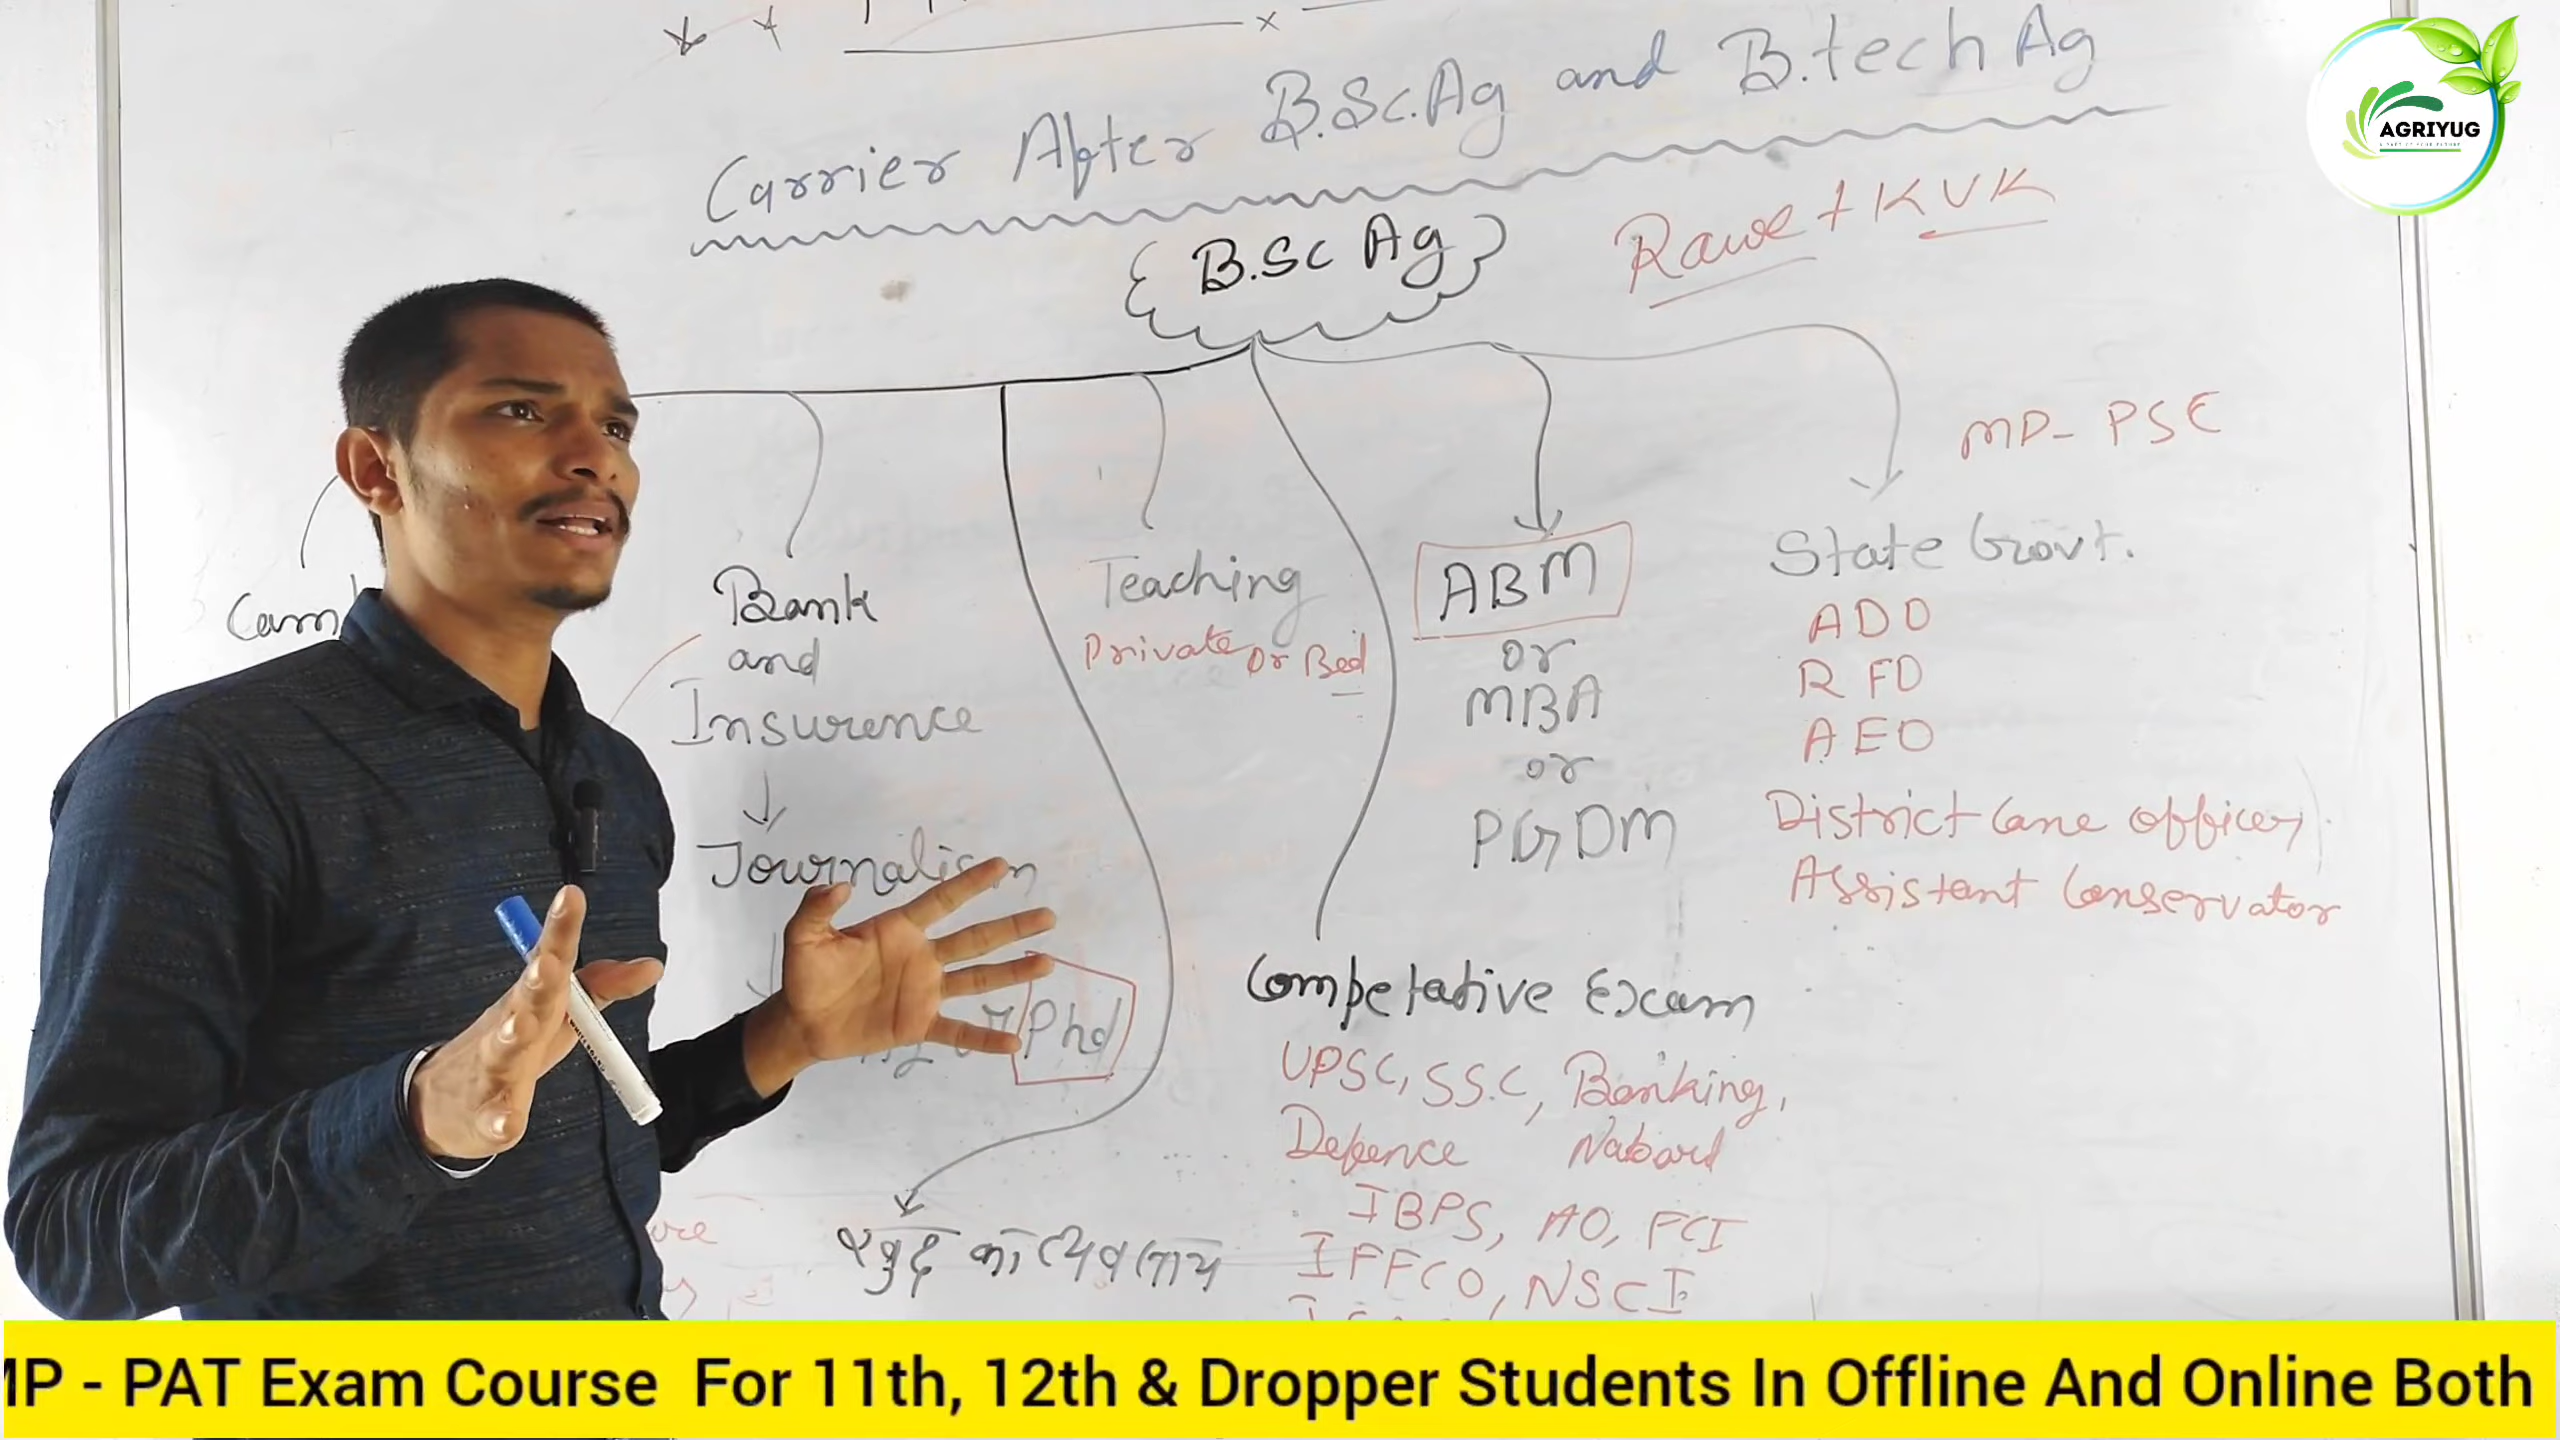 Carrier After B.Sc.Ag and B.tech Ag
AGRIYUG
B.Sc Ag
Rawe + KVK
MP- PSC
Bank
and
Insurence
Journalism
Phd
Teaching
Private or Bed
ABM
or
MBA
or
PGDM
State Govt.
ADO
RFO
AEO
District Cane officer
Assistant Conservator
Competative Exam
UPSC, SSC, Banking,
Defence Nabard
IBPS, AO, FCI
IFFCO, NSCI
खुद का व्यवसाय
MP - PAT Exam Course For 11th, 12th & Dropper Students In Offline And Online Both